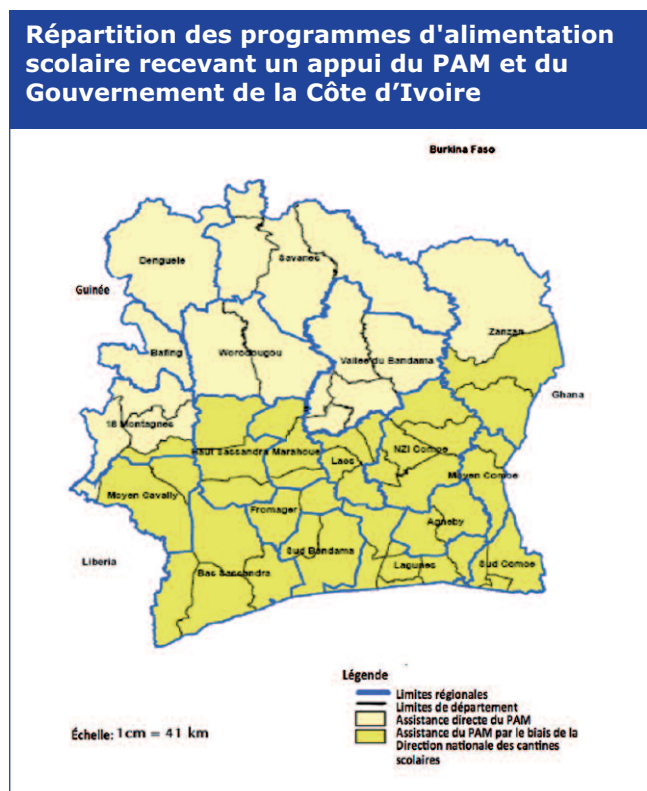 Répartition des programmes d'alimentation
scolaire recevant un appui du PAM et du
Gouvernement de la Côte d'Ivoire
Burkina Faso
Denguele
Savanes
Guinée
Zanzan
Bafing
Worodougou
Vallee du Bandama
Ghana
18 Montagnes
Haut Sassandra
Marahoue
Laos
NZI Comoe
Moyen Cavally
Moyen Comoe
Fromager
Agneby
Sud Bandama
Liberia
Bas Sassandra
Lagunes
Sud Comoe
Légende
Limites régionales
Limites de département
Assistance directe du PAM
Assistance du PAM par le biais de la
Direction nationale des cantines
scolaires
Échelle: 1cm = 41 km